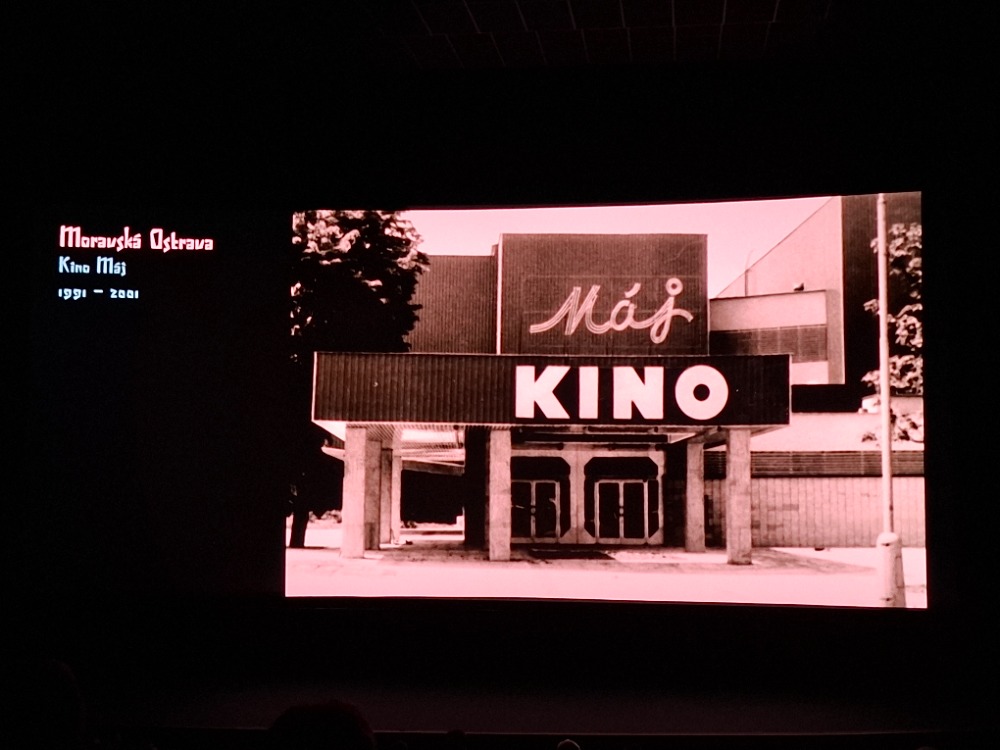 Moravská Ostrava
Kino Máj
1991 – 2001
Máj
KINO